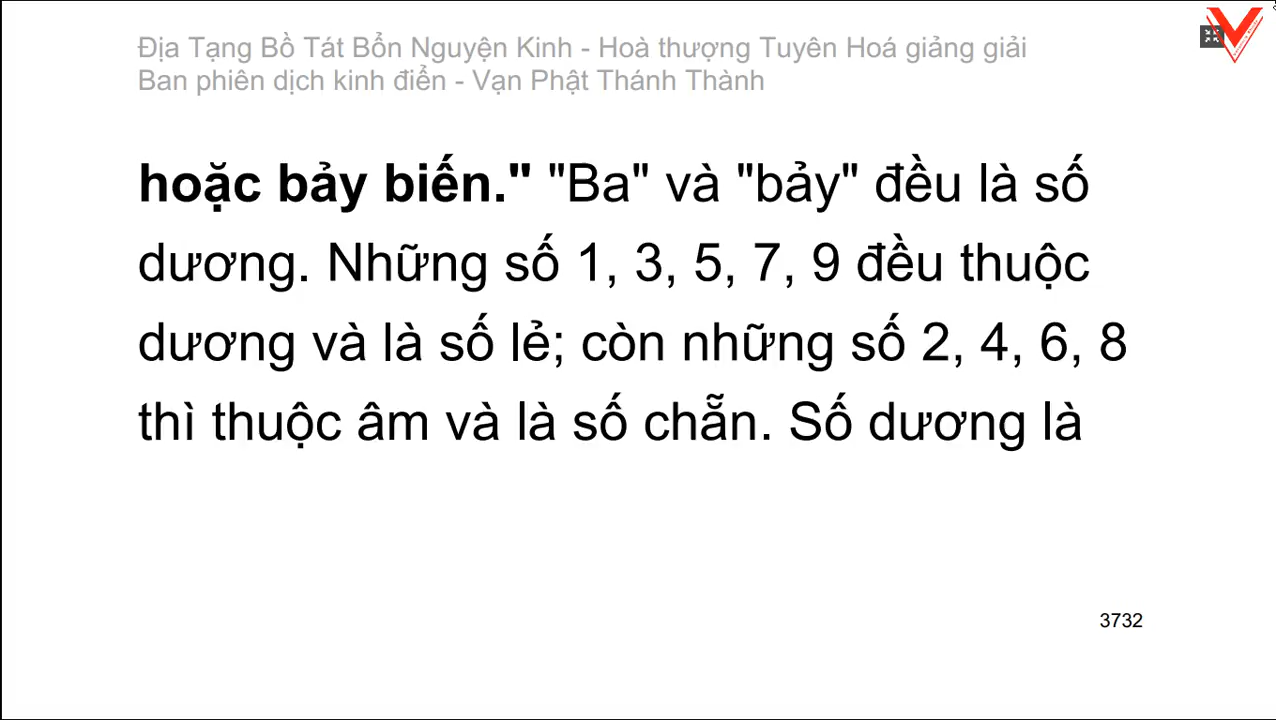 Địa Tạng Bồ Tát Bổn Nguyện Kinh - Hoà thượng Tuyên Hoá giảng giải
Ban phiên dịch kinh điển - Vạn Phật Thánh Thành
hoặc bảy biến." "Ba" và "bảy" đều là số
dương. Những số 1, 3, 5, 7, 9 đều thuộc
dương và là số lẻ; còn những số 2, 4, 6, 8
thì thuộc âm và là số chẵn. Số dương là
3732